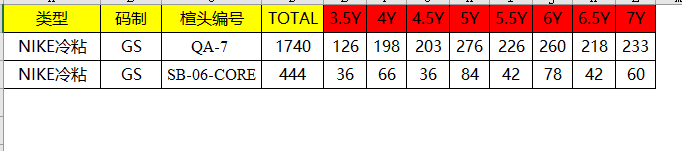 类型 码制 楦头编号 TOTAL 3.5Y 4Y 4.5Y 5Y 5.5Y 6Y 6.5Y 7Y
NIKE冷粘 GS QA-7 1740 126 198 203 276 226 260 218 233
NIKE冷粘 GS SB-06-CORE 444 36 66 36 84 42 78 42 60